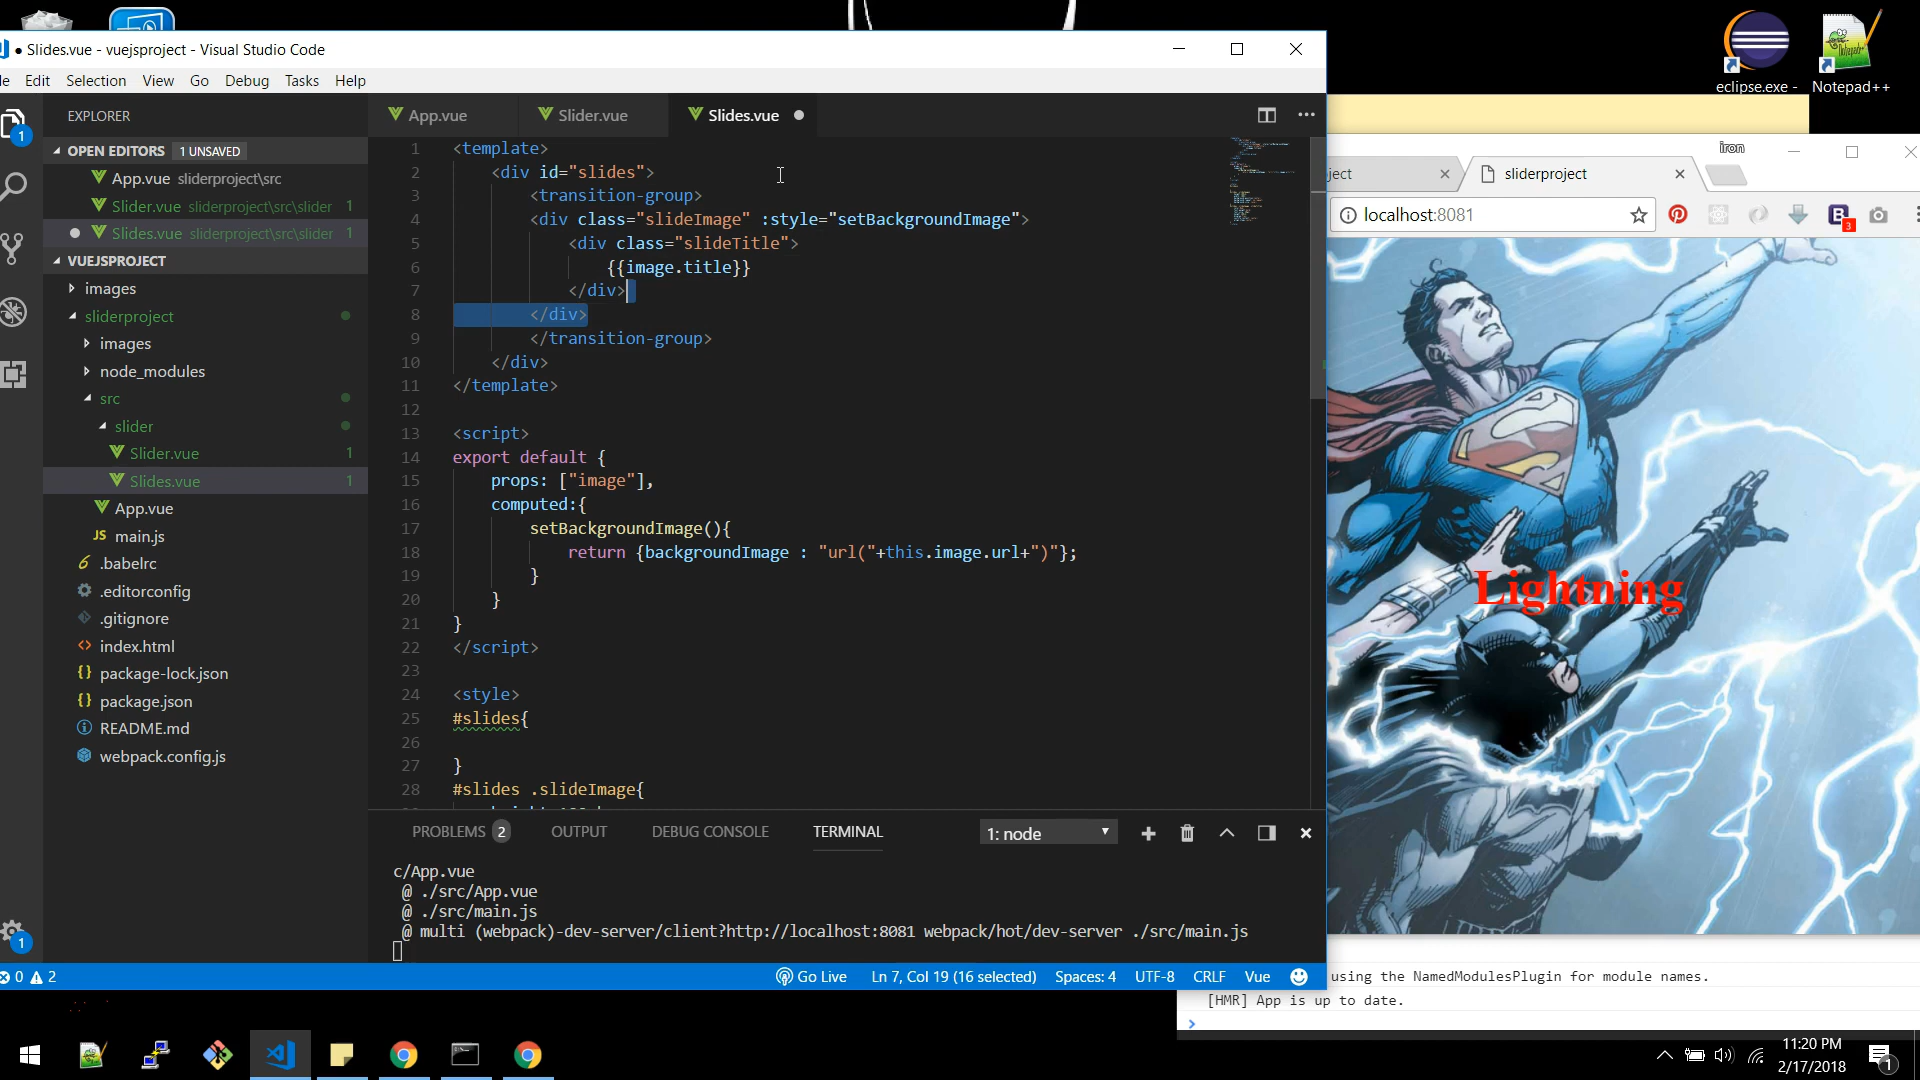 eclipse.exe -
Notepad++
● Slides.vue - vuejsproject - Visual Studio Code
Edit Selection View Go Debug Tasks Help
EXPLORER
OPEN EDITORS 1 UNSAVED
App.vue sliderproject\src
Slider.vue sliderproject\src\slider 1
Slides.vue sliderproject\src\slider 1
VUEJSPROJECT
images
sliderproject
images
node_modules
src
slider
Slider.vue 1
Slides.vue 1
App.vue
JS main.js
.babelrc
.editorconfig
.gitignore
index.html
package-lock.json
package.json
README.md
webpack.config.js
1
1
App.vue
Slider.vue
Slides.vue
1 <template>
2 <div id="slides">
3 <transition-group>
4 <div class="slideImage" :style="setBackgroundImage">
5 <div class="slideTitle">
6 {{image.title}}
7 </div>
8 </div>
9 </transition-group>
10 </div>
11 </template>
12
13 <script>
14 export default {
15 props: ["image"],
16 computed:{
17 setBackgroundImage(){
18 return {backgroundImage : "url("+this.image.url+")"};
19 }
20 }
21 }
22 </script>
23
24 <style>
25 #slides{
26
27 }
28 #slides .slideImage{
PROBLEMS 2 OUTPUT DEBUG CONSOLE TERMINAL 1: node
c/App.vue
@ ./src/App.vue
@ ./src/main.js
@ multi (webpack)-dev-server/client?http://localhost:8081 webpack/hot/dev-server ./src/main.js
0 2 Go Live Ln 7, Col 19 (16 selected) Spaces: 4 UTF-8 CRLF Vue
iron
ject
sliderproject
localhost:8081
B
3
Lightning
using the NamedModulesPlugin for module names.
[HMR] App is up to date.
11:20 PM
2/17/2018
1